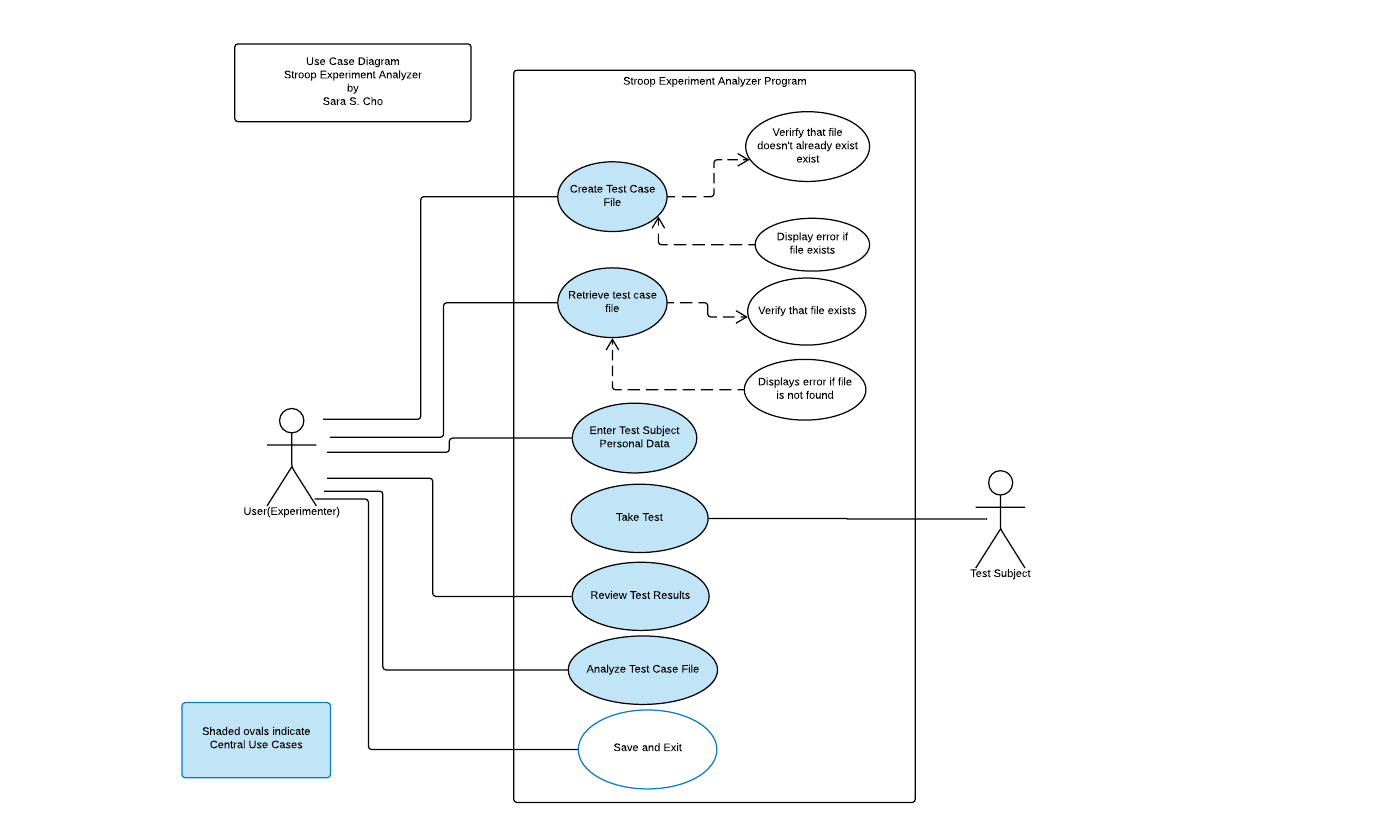 Use Case Diagram
Stroop Experiment Analyzer
by
Sara S. Cho
Stroop Experiment Analyzer Program
Verirfy that file
doesn't already exist
exist
Create Test Case
File
Display error if
file exists
Retrieve test case
file
Verify that file exists
Displays error if file
is not found
Enter Test Subject
Personal Data
User(Experimenter)
Take Test
Test Subject
Review Test Results
Analyze Test Case File
Shaded ovals indicate
Central Use Cases
Save and Exit